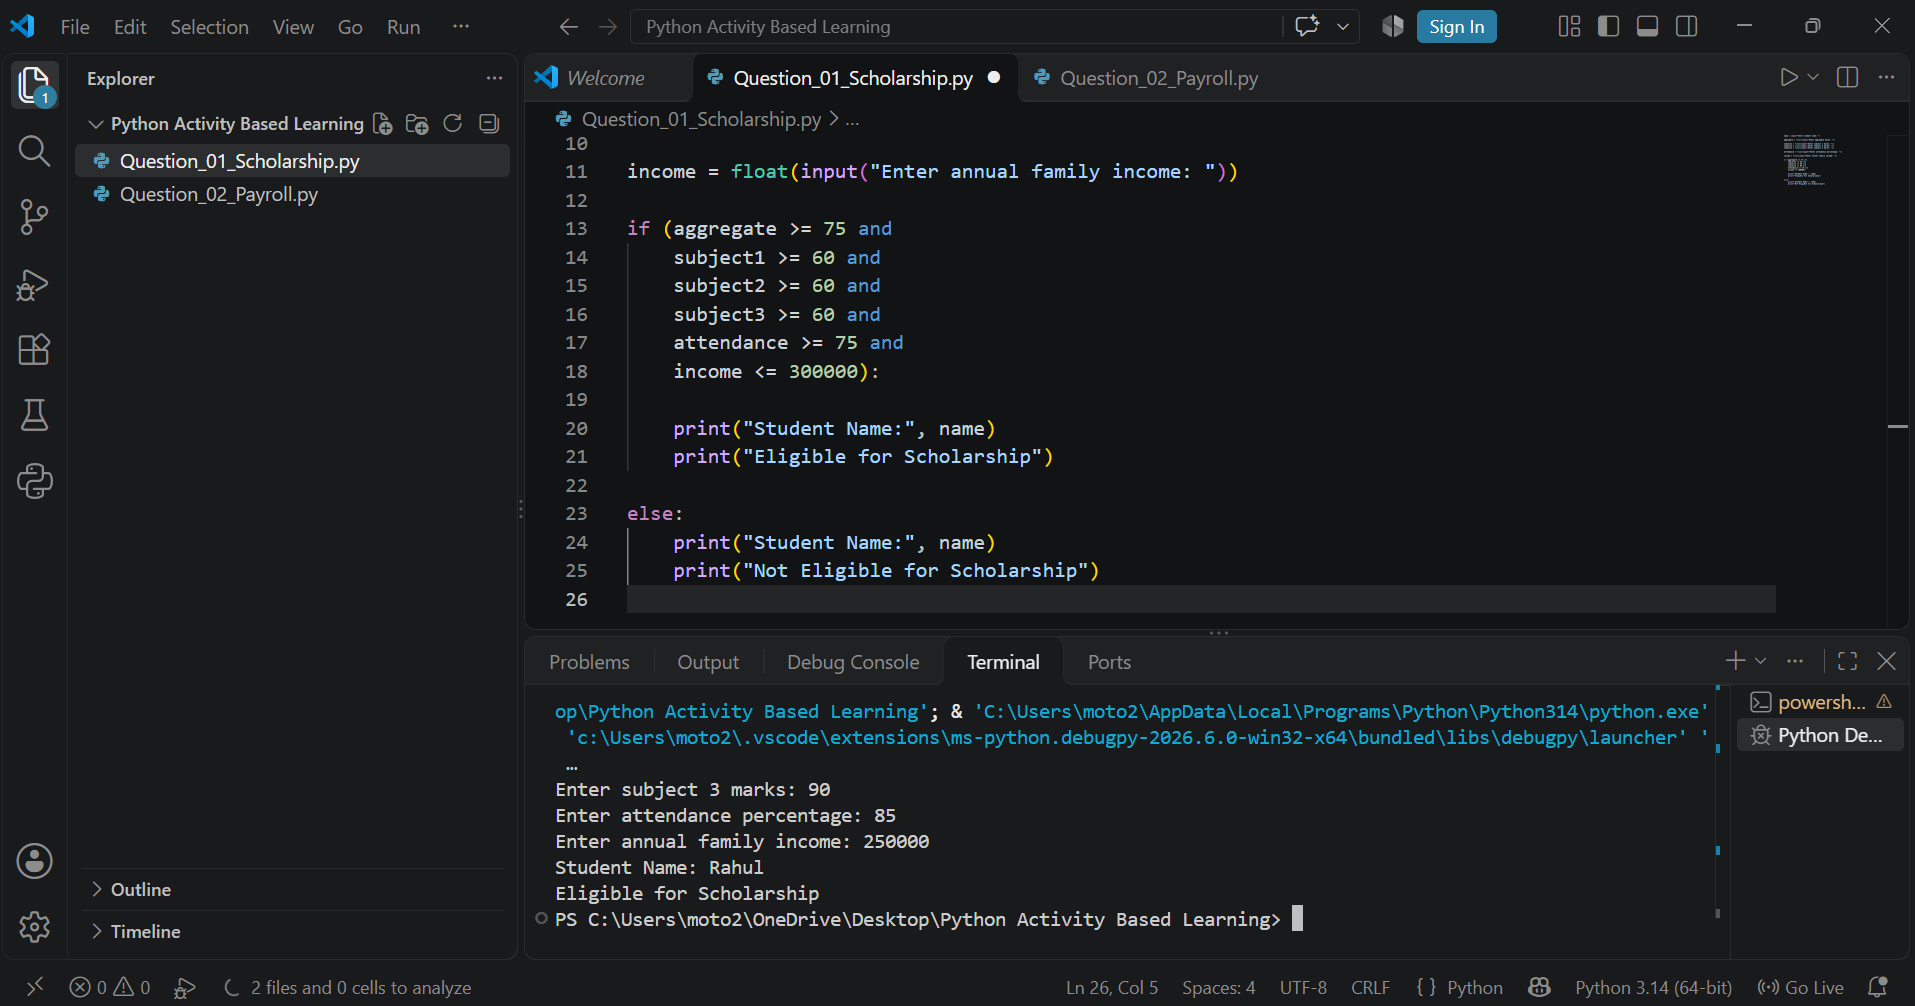 File Edit Selection View Go Run ···
Python Activity Based Learning
Sign In
Explorer
1
Python Activity Based Learning
Question_01_Scholarship.py
Question_02_Payroll.py
Outline
Timeline
Welcome
Question_01_Scholarship.py
Question_02_Payroll.py
Question_01_Scholarship.py > ...
10
11 income = float(input("Enter annual family income: "))
12
13 if (aggregate >= 75 and
14 subject1 >= 60 and
15 subject2 >= 60 and
16 subject3 >= 60 and
17 attendance >= 75 and
18 income <= 300000):
19
20 print("Student Name:", name)
21 print("Eligible for Scholarship")
22
23 else:
24 print("Student Name:", name)
25 print("Not Eligible for Scholarship")
26
Problems Output Debug Console Terminal Ports
op\Python Activity Based Learning'; & 'C:\Users\moto2\AppData\Local\Programs\Python\Python314\python.exe'
'c:\Users\moto2\.vscode\extensions\ms-python.debugpy-2026.6.0-win32-x64\bundled\libs\debugpy\launcher' '
…
Enter subject 3 marks: 90
Enter attendance percentage: 85
Enter annual family income: 250000
Student Name: Rahul
Eligible for Scholarship
PS C:\Users\moto2\OneDrive\Desktop\Python Activity Based Learning>
powersh...
Python De...
0 0 2 files and 0 cells to analyze
Ln 26, Col 5 Spaces: 4 UTF-8 CRLF {} Python Python 3.14 (64-bit) Go Live